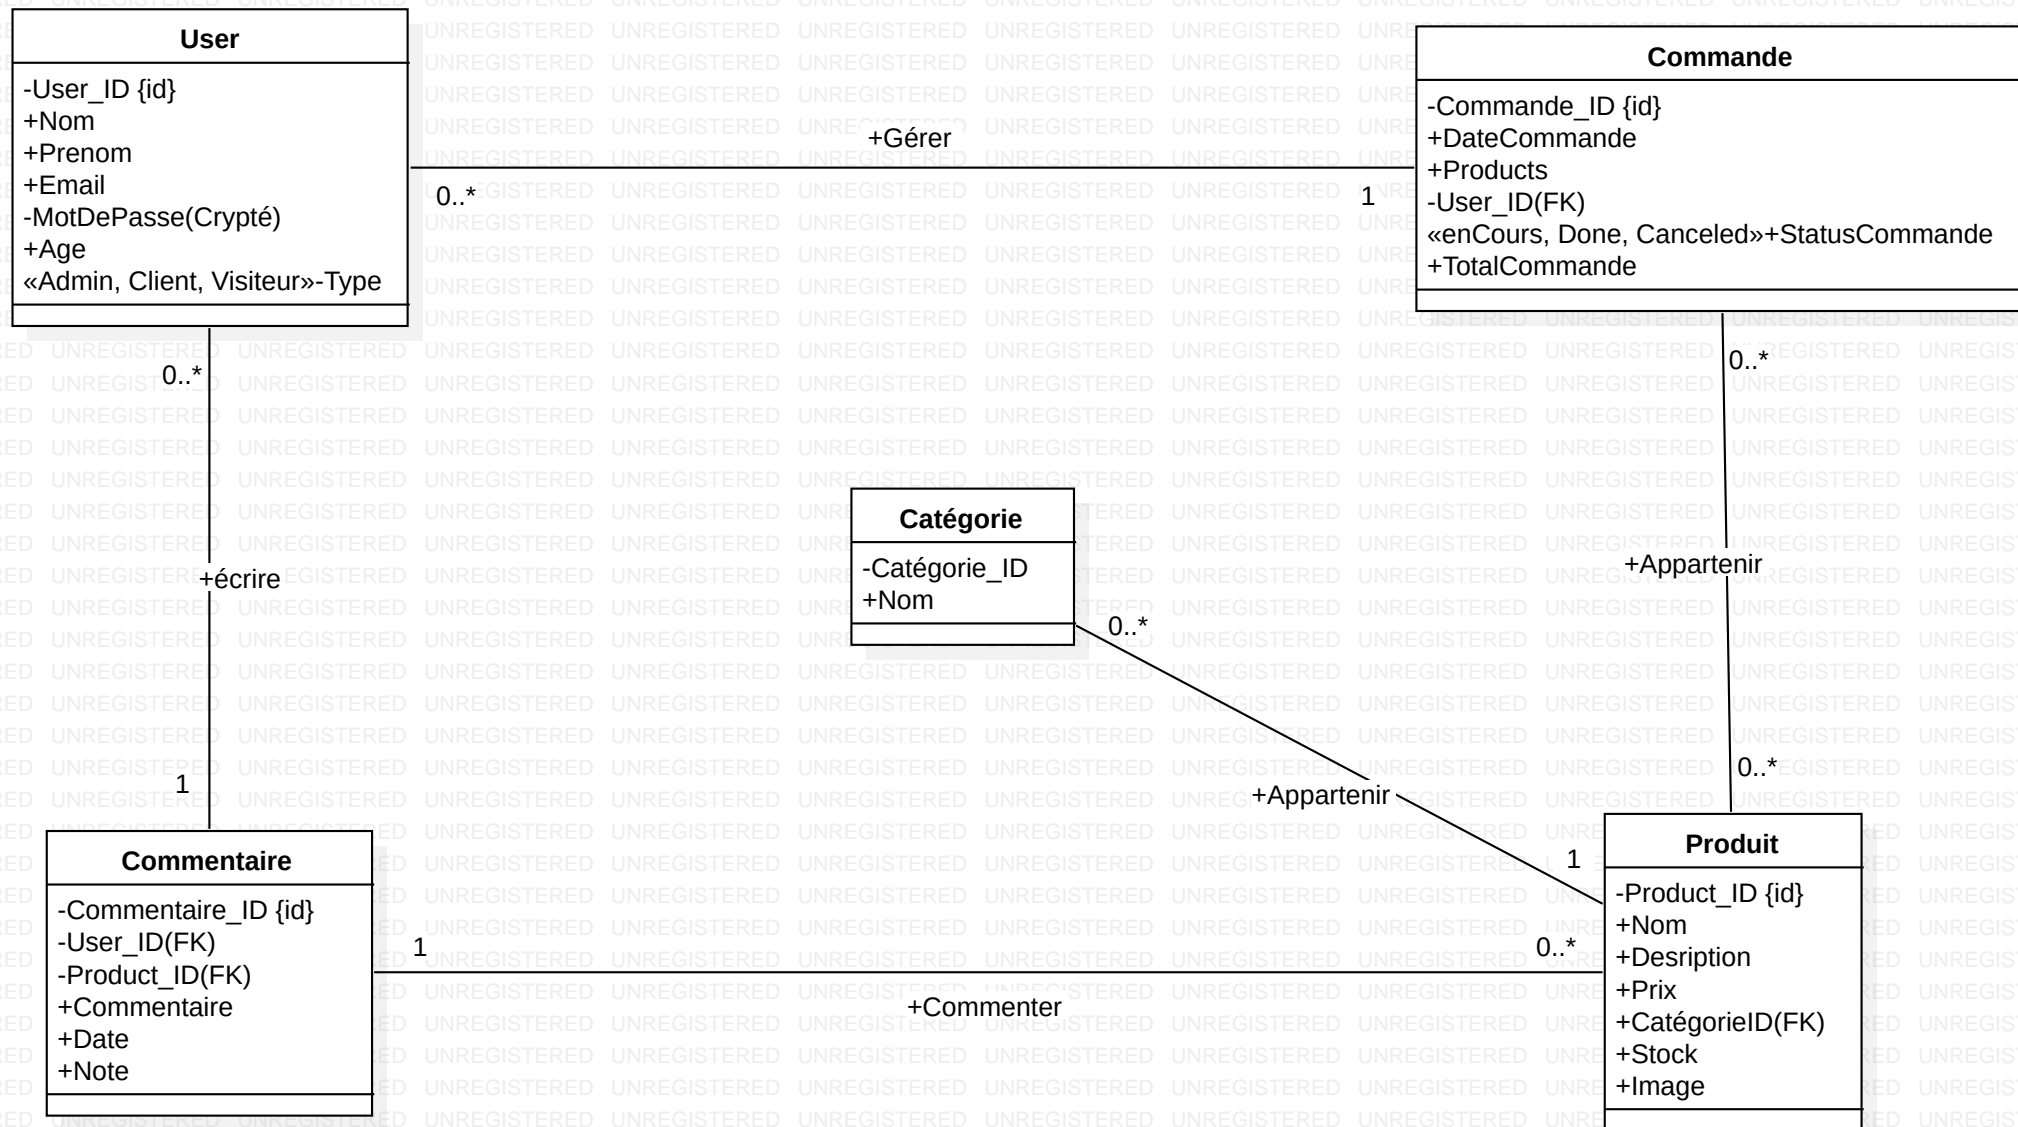 User
-User_ID {id}
+Nom
+Prenom
+Email
-MotDePasse(Crypté)
+Age
«Admin, Client, Visiteur»-Type
+Gérer
0..*
1
Commande
-Commande_ID {id}
+DateCommande
+Products
-User_ID(FK)
«enCours, Done, Canceled»+StatusCommande
+TotalCommande
0..*
+écrire
1
0..*
+Appartenir
0..*
Catégorie
-Catégorie_ID
+Nom
0..*
+Appartenir
1
Commentaire
-Commentaire_ID {id}
-User_ID(FK)
-Product_ID(FK)
+Commentaire
+Date
+Note
1
0..*
+Commenter
Produit
-Product_ID {id}
+Nom
+Desription
+Prix
+CatégorieID(FK)
+Stock
+Image
UNREGISTERED